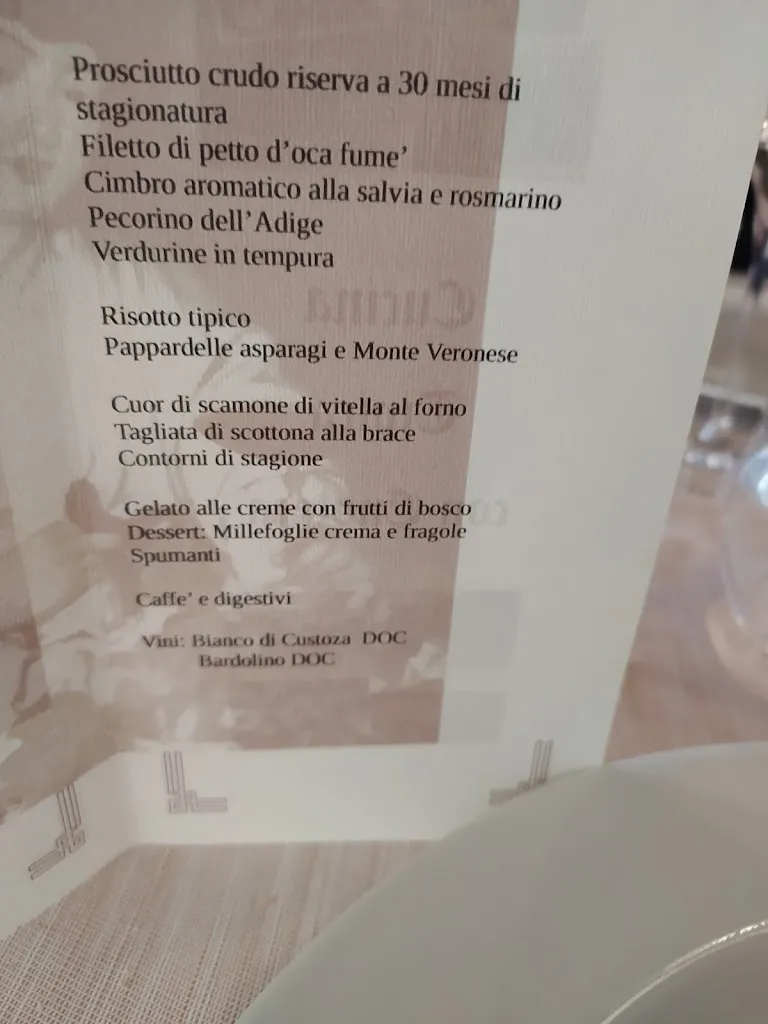 Prosciutto crudo riserva a 30 mesi di
stagionatura
Filetto di petto d'oca fume'
Cimbro aromatico alla salvia e rosmarino
Pecorino dell'Adige
Verdurine in tempura
Risotto tipico
Pappardelle asparagi e Monte Veronese
Cuor di scamone di vitella al forno
Tagliata di scottona alla brace
Contorni di stagione
Gelato alle creme con frutti di bosco
Dessert: Millefoglie crema e fragole
Spumanti
Caffe' e digestivi
Vini: Bianco di Custoza DOC
Bardolino DOC